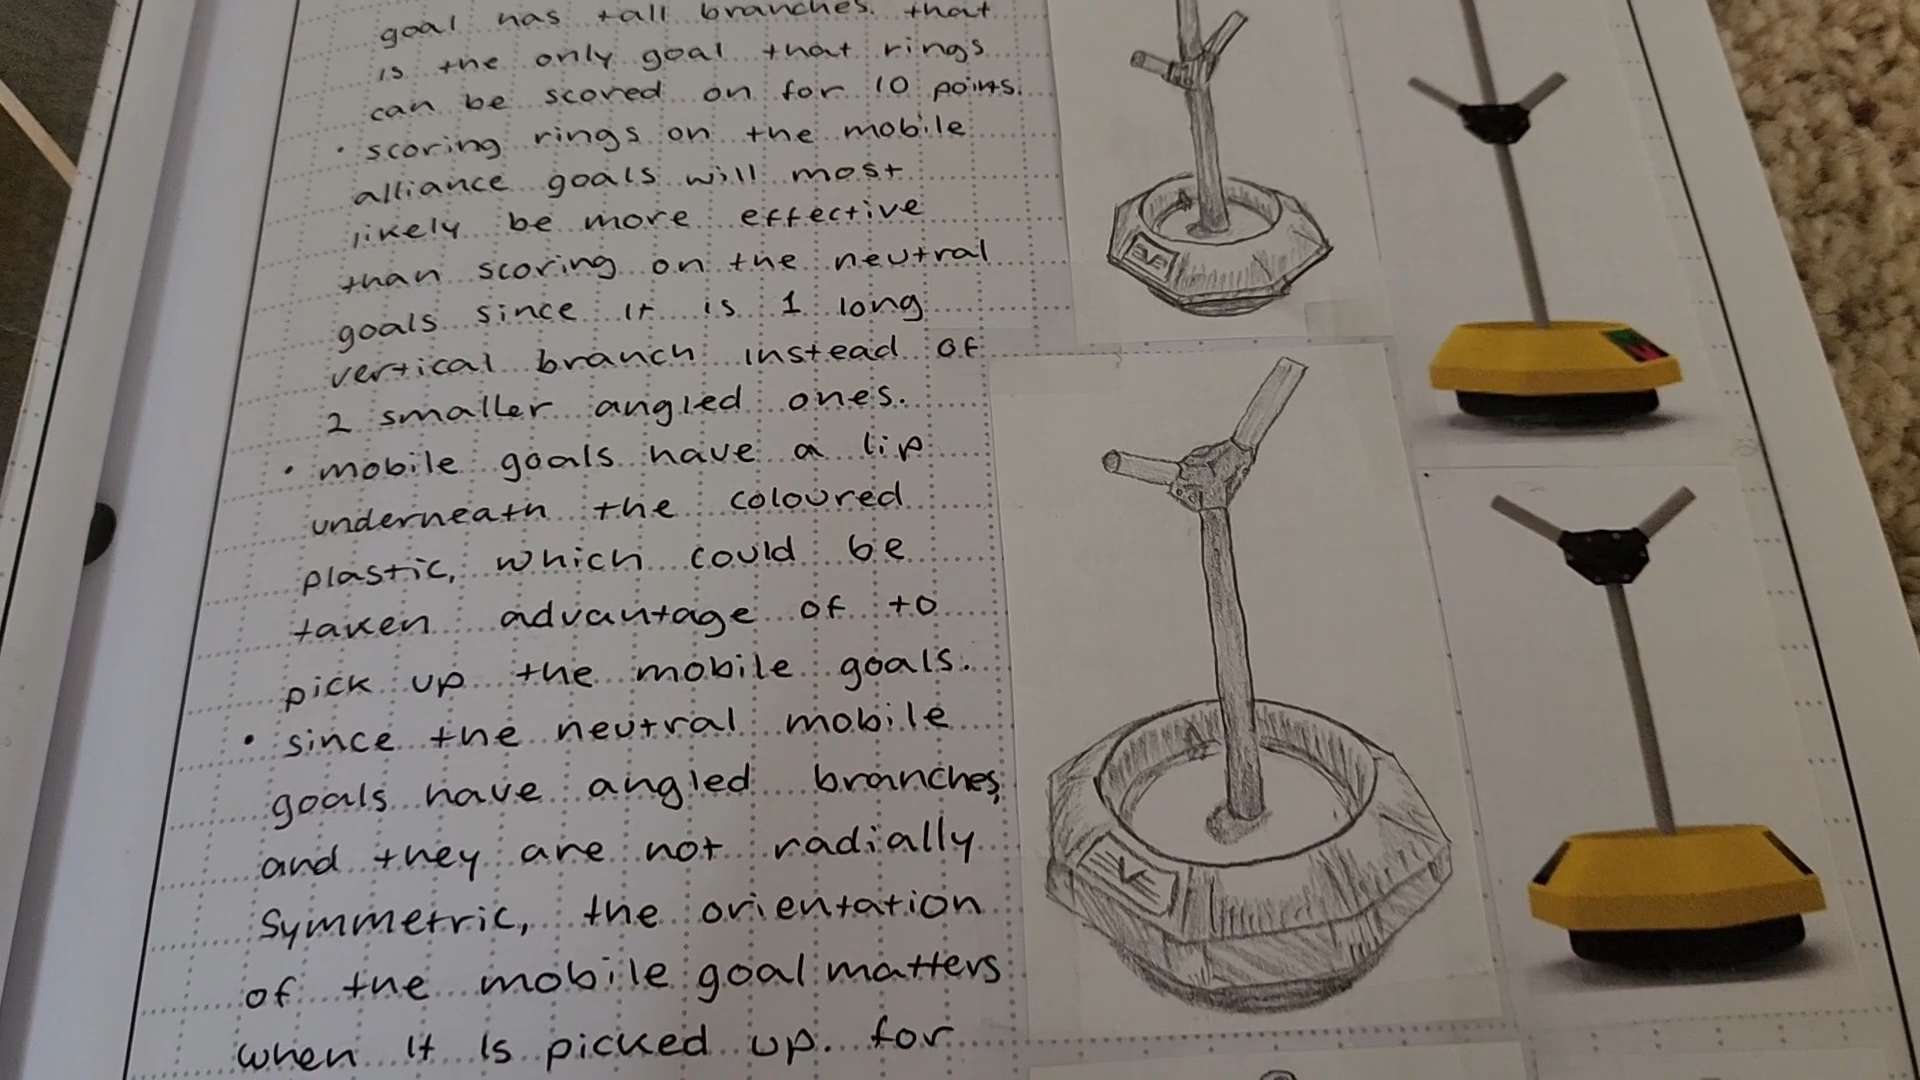 goal has tall branches. that
is the only goal that rings
can be scored on for 10 points.
• scoring rings on the mobile
alliance goals will most
likely be more effective
than scoring on the neutral
goals since it is 1 long
vertical branch instead of
2 smaller angled ones.
• mobile goals have a lip
underneath the coloured
plastic, which could be
taken advantage of to
pick up the mobile goals.
• since the neutral mobile
goals have angled branches,
and they are not radially
symmetric, the orientation
of the mobile goal matters
when it is picked up. for